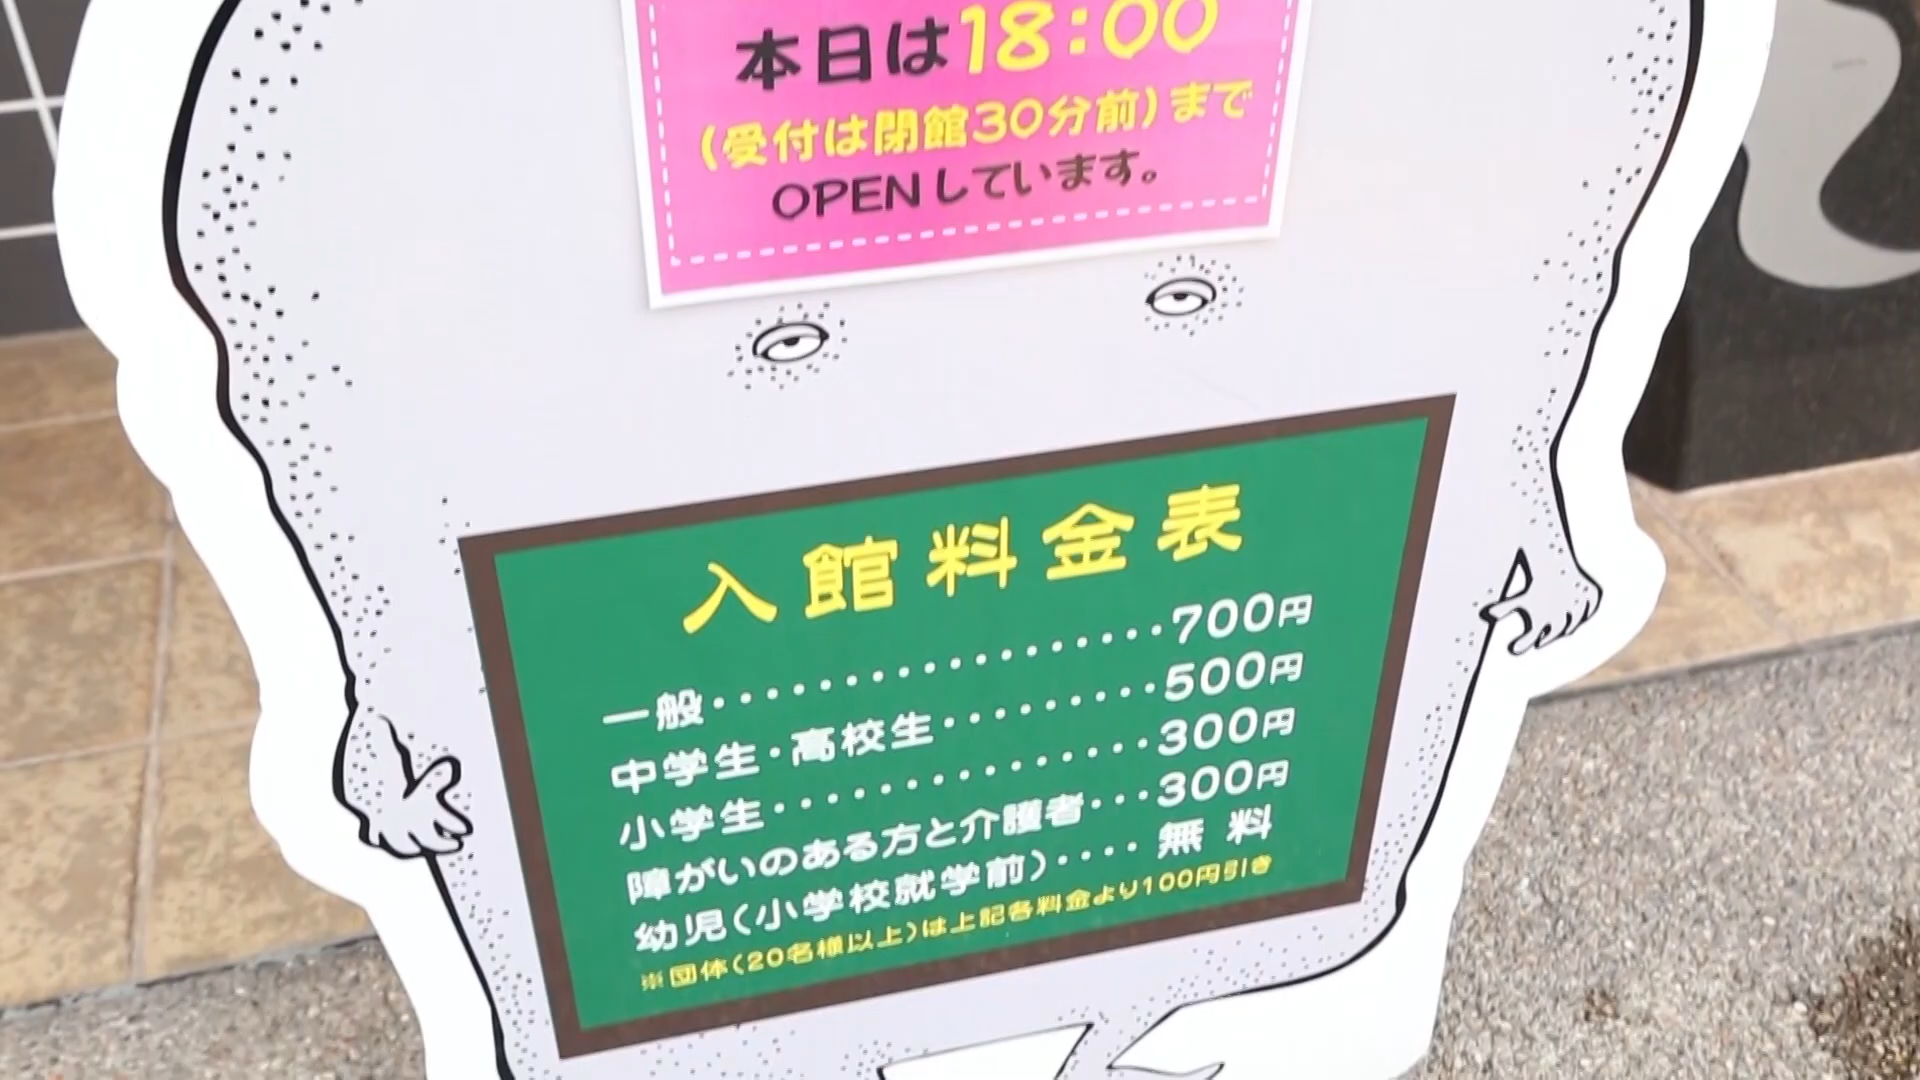 本日は18:00
(受付は閉館30分前)まで
OPENしています。
入館料金表
一般・・・・・・・・・・・・・・・・・・700円
中学生・高校生・・・・・・・・・500円
小学生・・・・・・・・・・・・・・・300円
障がいのある方と介護者・・・300円
幼児(小学校就学前)・・・・無料
※団体(20名様以上)は上記各料金より100円引き